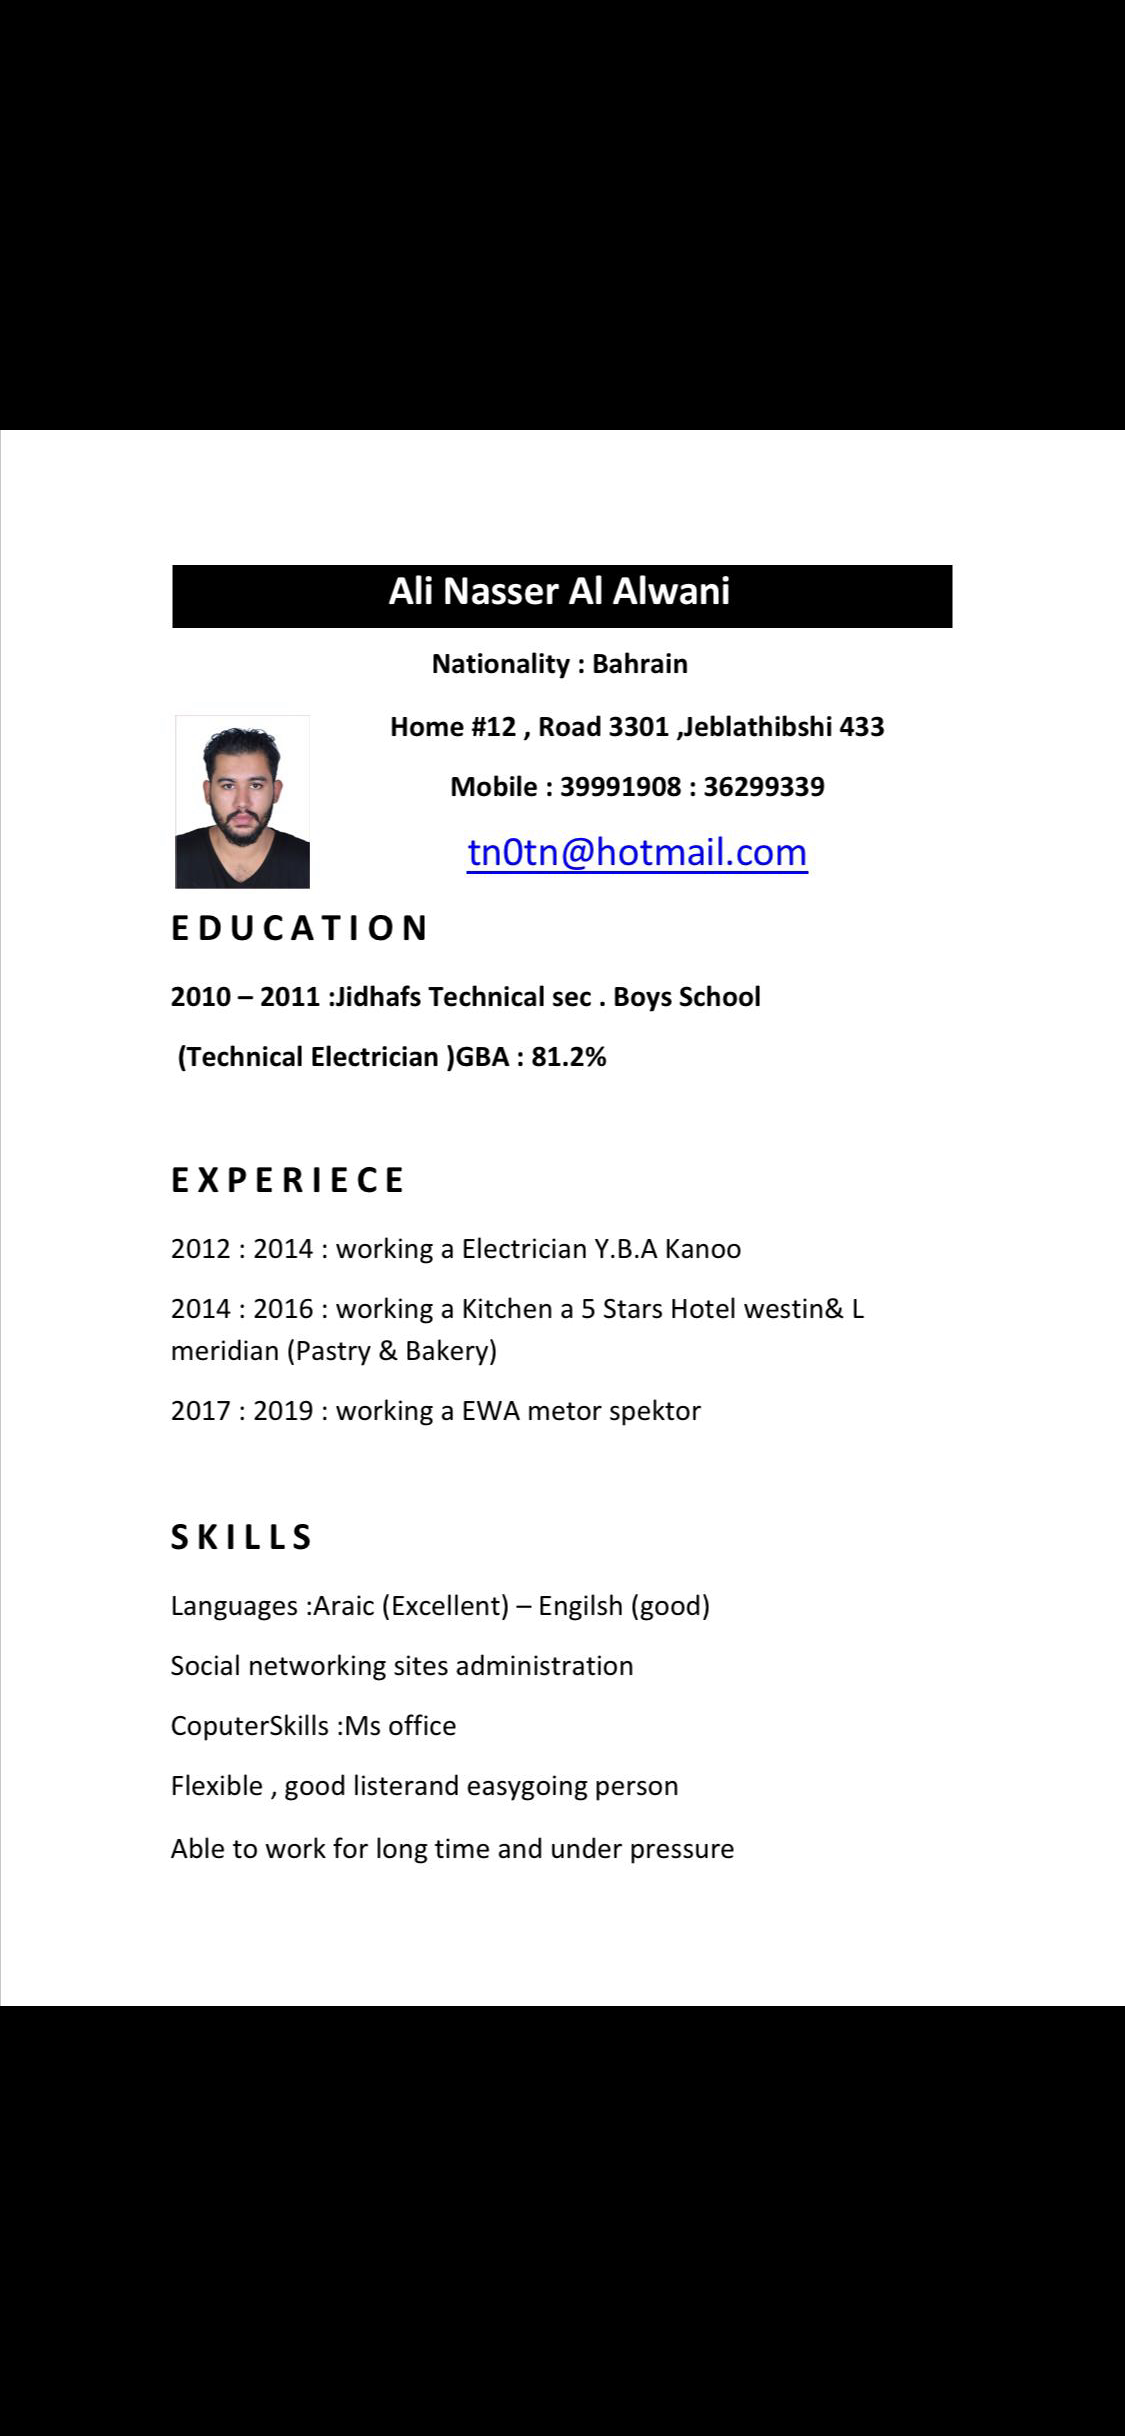 Ali Nasser Al Alwani
Nationality : Bahrain
Home #12 , Road 3301 ,Jeblathibshi 433
Mobile : 39991908 : 36299339
tn0tn@hotmail.com
EDUCATION
2010 – 2011 :Jidhafs Technical sec . Boys School
(Technical Electrician )GBA : 81.2%
EXPERIECE
2012 : 2014 : working a Electrician Y.B.A Kanoo
2014 : 2016 : working a Kitchen a 5 Stars Hotel westin& L
meridian (Pastry & Bakery)
2017 : 2019 : working a EWA metor spektor
SKILLS
Languages :Araic (Excellent) – Engilsh (good)
Social networking sites administration
CoputerSkills :Ms office
Flexible , good listerand easygoing person
Able to work for long time and under pressure